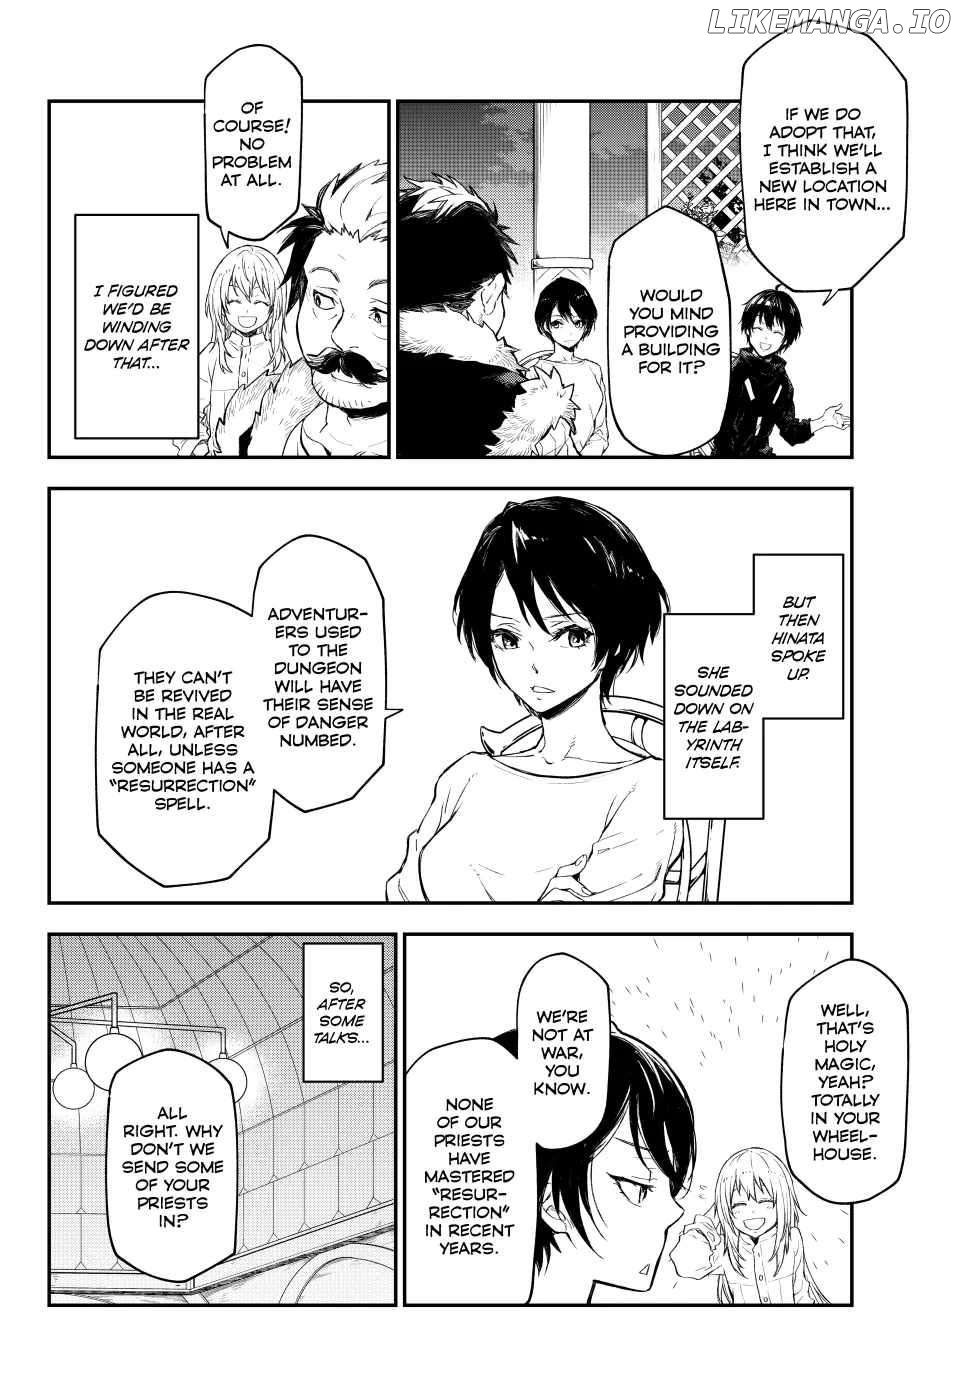 LIKEMANGA.IO
IF WE DO
ADOPT THAT,
I THINK WE'LL
ESTABLISH A
NEW LOCATION
HERE IN TOWN...
WOULD
YOU MIND
PROVIDING
A BUILDING
FOR IT?
OF
COURSE!
NO
PROBLEM
AT ALL.
I FIGURED
WE'D BE
WINDING
DOWN AFTER
THAT...
BUT
THEN
HINATA
SPOKE
UP.
SHE
SOUNDED
DOWN ON
THE LAB-
YRINTH
ITSELF.
ADVENTUR-
ERS USED
TO THE
DUNGEON
WILL HAVE
THEIR SENSE
OF DANGER
NUMBED.
THEY CAN'T
BE REVIVED
IN THE REAL
WORLD, AFTER
ALL, UNLESS
SOMEONE HAS A
"RESURRECTION"
SPELL.
WELL,
THAT'S
HOLY
MAGIC,
YEAH?
TOTALLY
IN YOUR
WHEEL-
HOUSE.
WE'RE
NOT AT
WAR,
YOU
KNOW.
NONE
OF OUR
PRIESTS
HAVE
MASTERED
"RESUR-
RECTION"
IN RECENT
YEARS.
SO,
AFTER
SOME
TALKS...
ALL
RIGHT. WHY
DON'T WE
SEND SOME
OF YOUR
PRIESTS
IN?